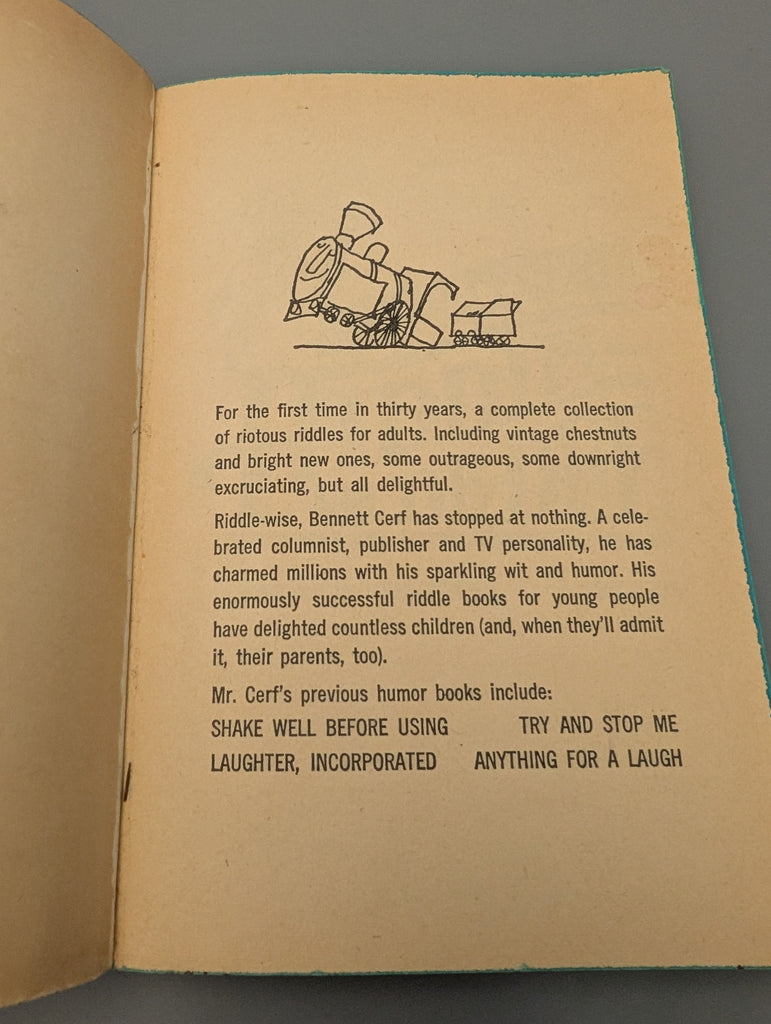 For the first time in thirty years, a complete collection
of riotous riddles for adults. Including vintage chestnuts
and bright new ones, some outrageous, some downright
excruciating, but all delightful.
Riddle-wise, Bennett Cerf has stopped at nothing. A cele-
brated columnist, publisher and TV personality, he has
charmed millions with his sparkling wit and humor. His
enormously successful riddle books for young people
have delighted countless children (and, when they'll admit
it, their parents, too).
Mr. Cerf's previous humor books include:
SHAKE WELL BEFORE USING TRY AND STOP ME
LAUGHTER, INCORPORATED ANYTHING FOR A LAUGH